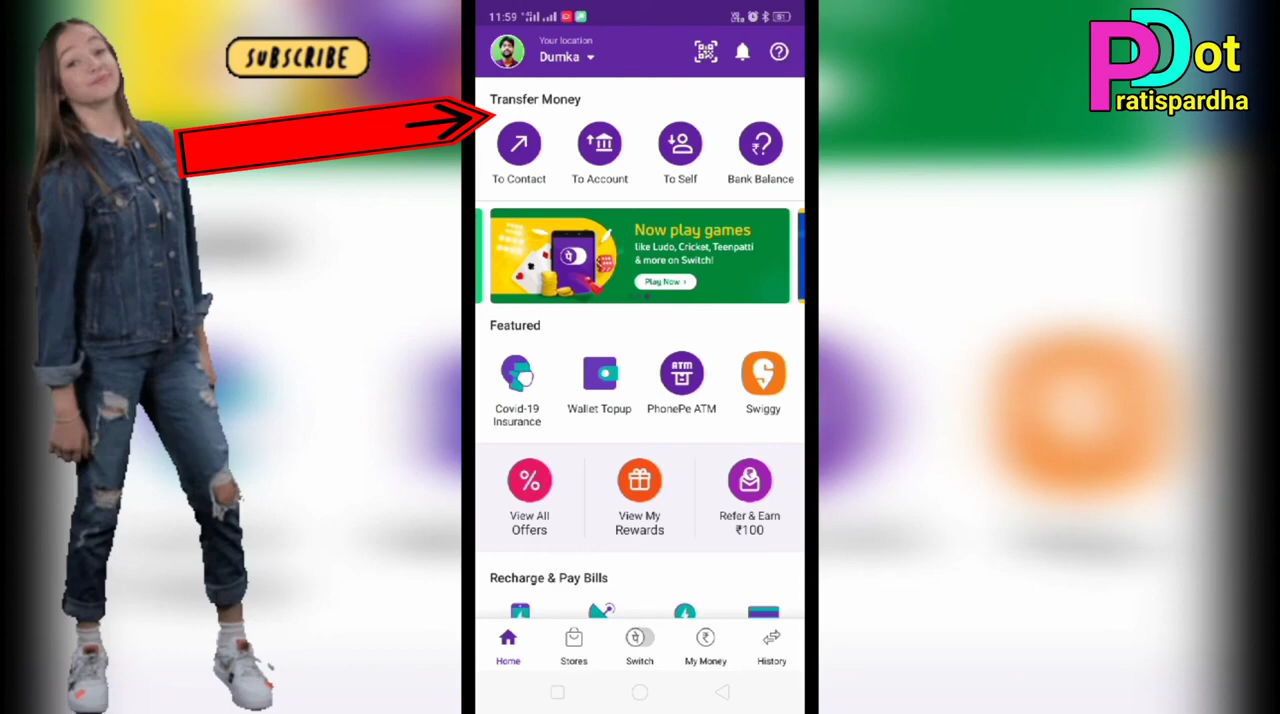 SUBSCRIBE
11:59
Your location
Dumka
Transfer Money
To Contact
To Account
To Self
Bank Balance
Now play games
like Ludo, Cricket, Teenpatti
& more on Switch!
Play Now ›
Featured
Covid-19
Insurance
Wallet Topup
ATM
PhonePe ATM
Swiggy
View All
Offers
View My
Rewards
Refer & Earn
₹100
Recharge & Pay Bills
Home
Stores
Switch
My Money
History
Dot
Pratispardha